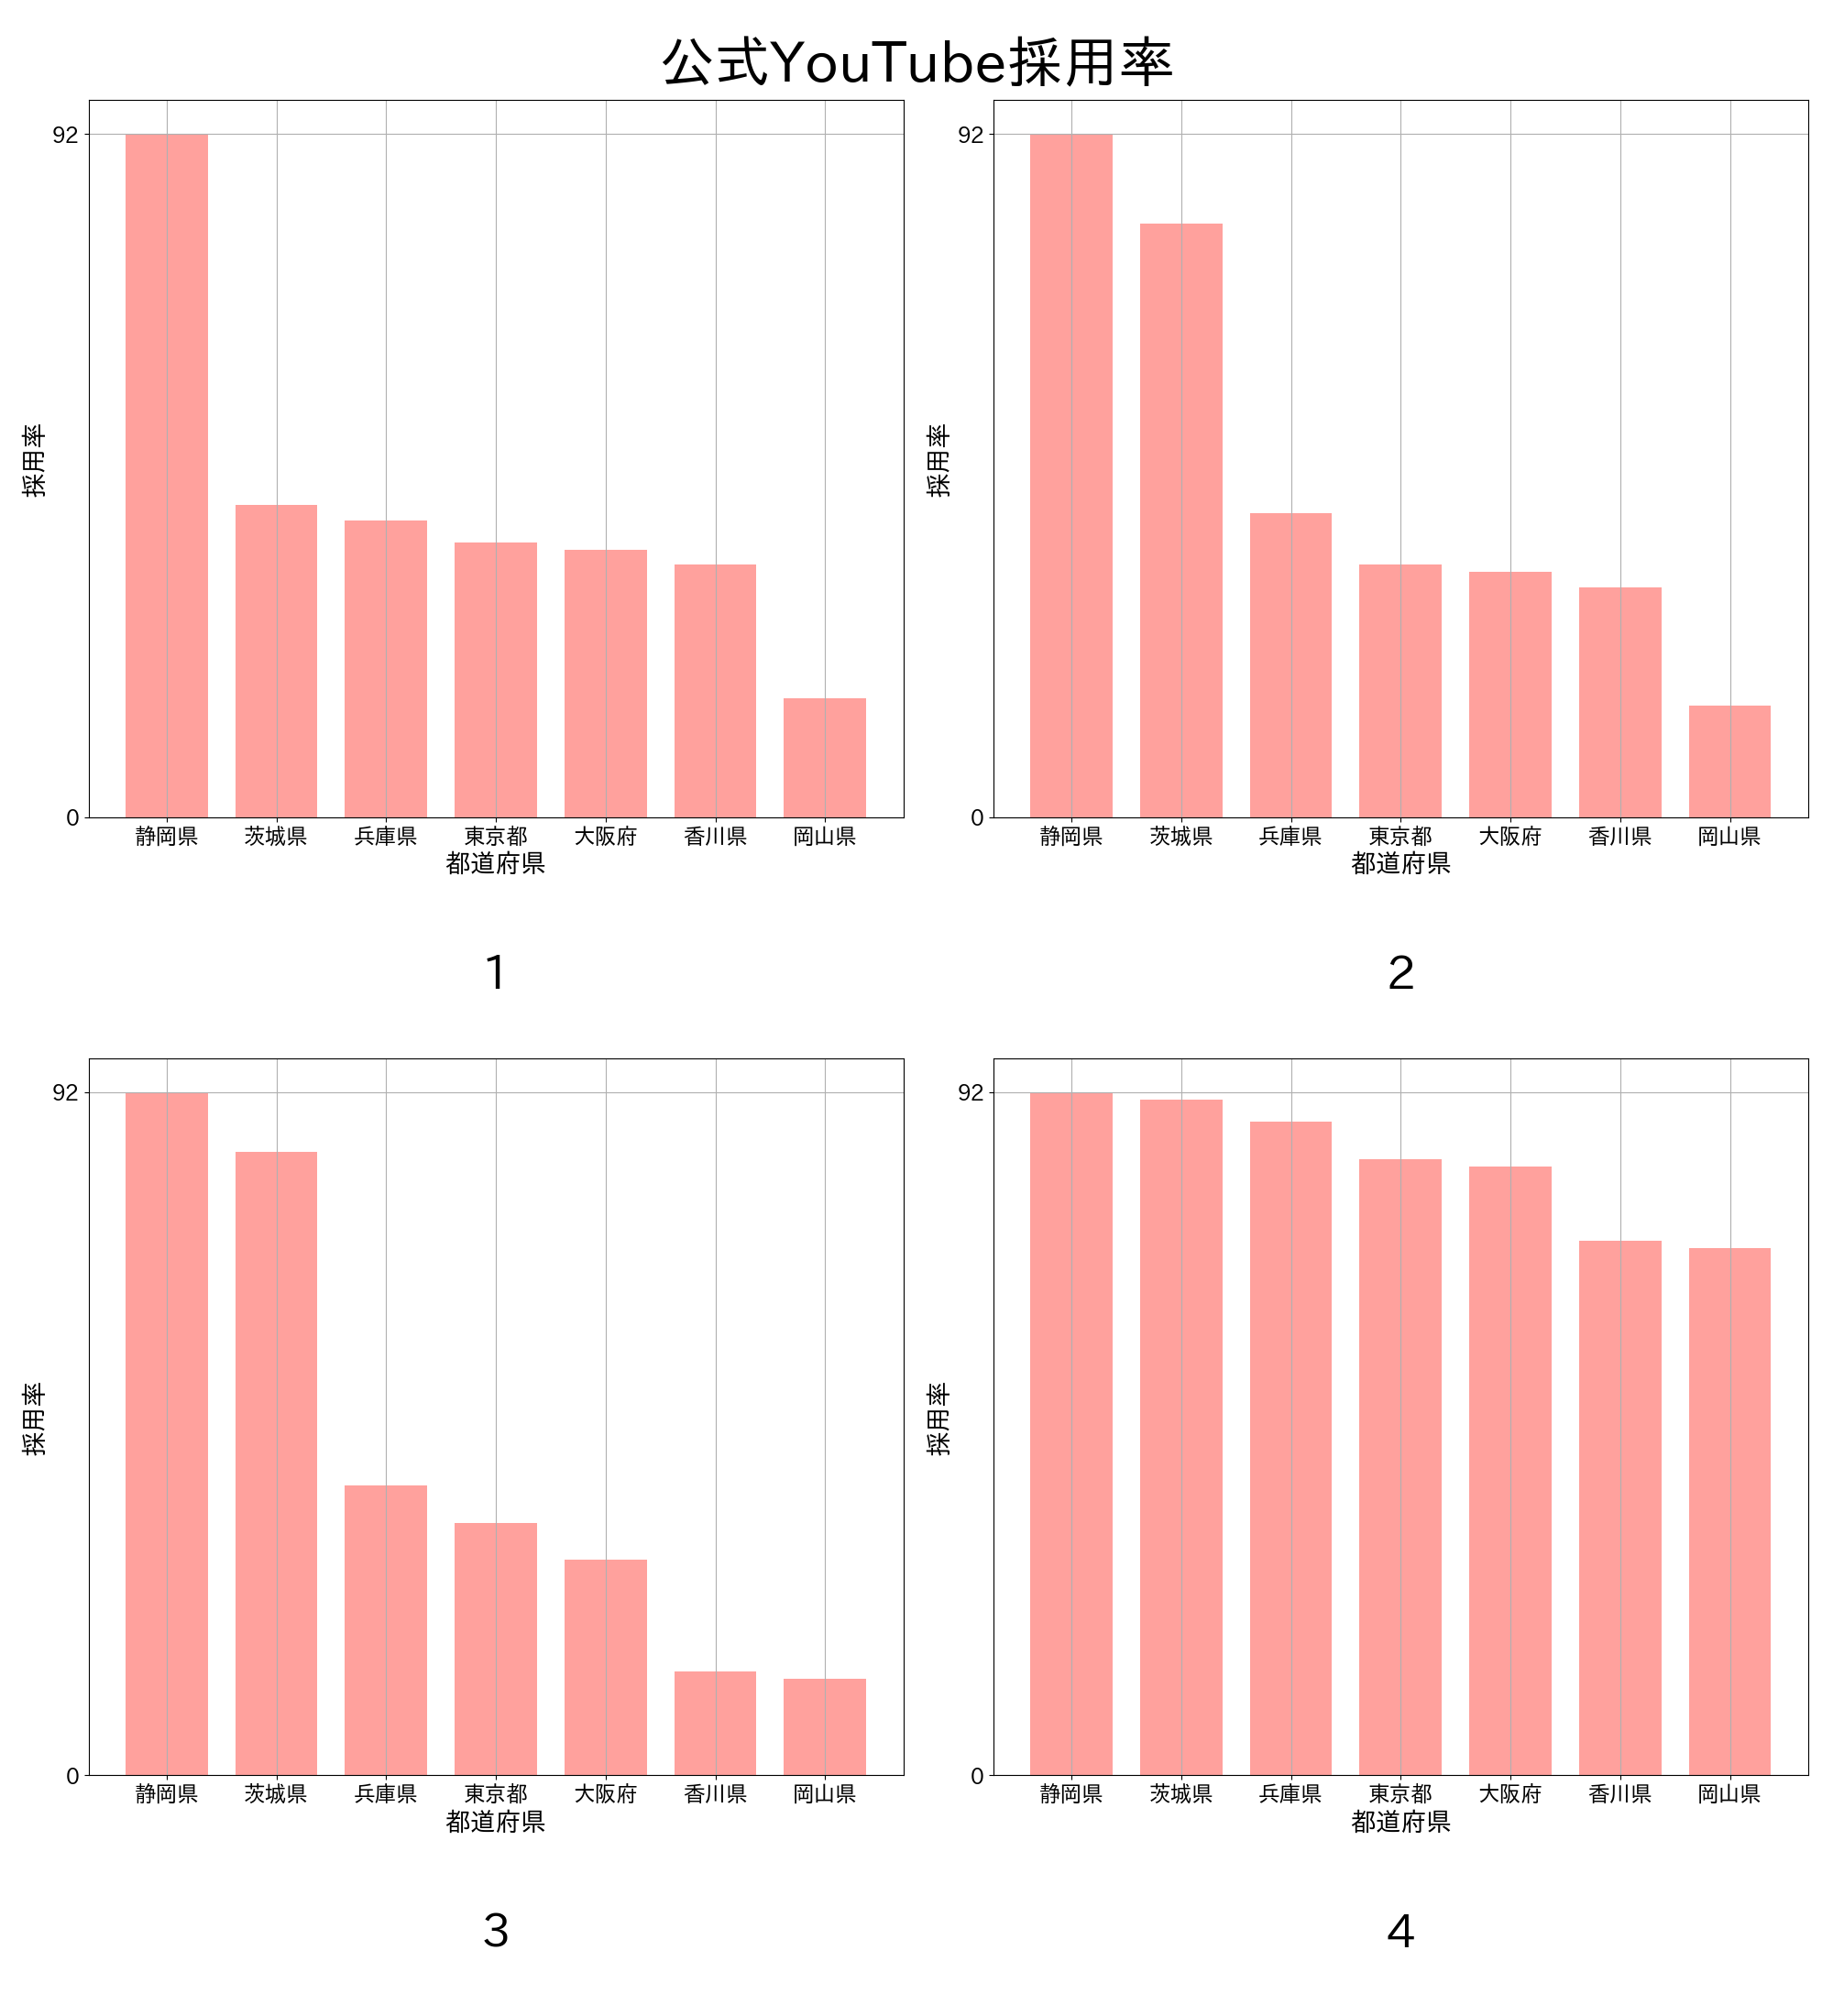 公式YouTube採用率
92
採用率
0
静岡県 茨城県 兵庫県 東京都 大阪府 香川県 岡山県
都道府県
1
92
採用率
0
静岡県 茨城県 兵庫県 東京都 大阪府 香川県 岡山県
都道府県
2
92
採用率
0
静岡県 茨城県 兵庫県 東京都 大阪府 香川県 岡山県
都道府県
3
92
採用率
0
静岡県 茨城県 兵庫県 東京都 大阪府 香川県 岡山県
都道府県
4